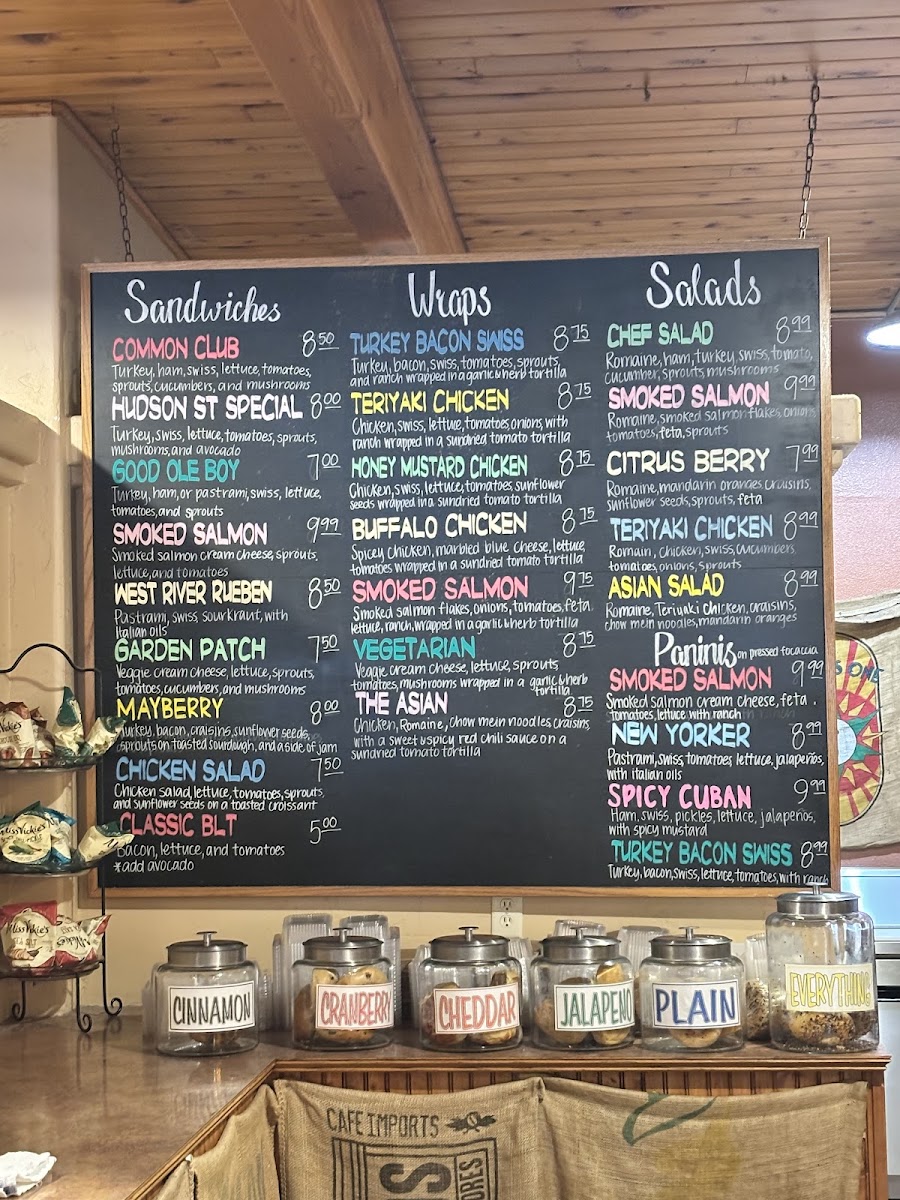 Sandwiches
COMMON CLUB 8.50
Turkey, ham, swiss, lettuce, tomatoes,
sprouts, cucumbers, and mushrooms
HUDSON ST SPECIAL 8.00
Turkey, swiss, lettuce, tomatoes, sprouts,
mushrooms, and avocado
GOOD OLE BOY 7.00
Turkey, ham, or pastrami, swiss, lettuce,
tomatoes, and sprouts
SMOKED SALMON 9.99
Smoked salmon cream cheese, sprouts,
lettuce, and tomatoes
WEST RIVER RUEBEN 8.50
Pastrami, swiss sourkraut, with
Italian oils
GARDEN PATCH 7.50
Veggie cream cheese, lettuce, sprouts,
tomatoes, cucumbers, and mushrooms
MAYBERRY 8.00
Turkey, bacon, craisins, sunflower seeds,
sprouts on toasted sourdough, and a side of jam
CHICKEN SALAD 7.50
Chicken salad, lettuce, tomatoes, sprouts,
and sunflower seeds on a toasted croissant
CLASSIC BLT 5.00
Bacon, lettuce, and tomatoes
*add avocado
Wraps
TURKEY BACON SWISS 8.75
Turkey, bacon, swiss, tomatoes, sprouts,
and ranch wrapped in a garlic & herb tortilla
TERIYAKI CHICKEN 8.75
Chicken, swiss, lettuce, tomatoes, onions, with
ranch wrapped in a sundried tomato tortilla
HONEY MUSTARD CHICKEN 8.75
Chicken, swiss, lettuce, tomatoes, sunflower
seeds wrapped in a sundried tomato tortilla
BUFFALO CHICKEN 8.75
Spicey chicken, marbled blue cheese, lettuce,
tomatoes wrapped in a sundried tomato tortilla
SMOKED SALMON 9.75
Smoked salmon flakes, onions, tomatoes, feta
lettuce, ranch, wrapped in a garlic & herb tortilla
VEGETARIAN 8.75
Veggie cream cheese, lettuce, sprouts,
tomatoes, mushrooms wrapped in a garlic & herb
tortilla
THE ASIAN 8.75
Chicken, Romaine, chow mein noodles, craisins,
with a sweet & spicy red chili sauce on a
sundried tomato tortilla
Salads
CHEF SALAD 8.99
Romaine, ham, turkey, swiss, tomato,
cucumber, sprouts, mushrooms
SMOKED SALMON 9.99
Romaine, smoked salmon flakes, onions
tomatoes, feta, sprouts
CITRUS BERRY 7.99
Romaine, mandarin oranges, craisins,
sunflower seeds, sprouts, feta
TERIYAKI CHICKEN 8.99
Romain, chicken, swiss, cucumbers,
tomatoes, onions, sprouts
ASIAN SALAD 8.99
Romaine, Teriyaki chicken, craisins,
chow mein noodles, mandarin oranges
Paninis on pressed focaccia
SMOKED SALMON 9.99
Smoked salmon cream cheese, feta,
tomatoes, lettuce with ranch
NEW YORKER 8.99
Pastrami, swiss, tomatoes, lettuce, jalapeños,
with italian oils
SPICY CUBAN 9.99
Ham, swiss, pickles, lettuce, jalapeños,
with spicy mustard
TURKEY BACON SWISS 8.99
Turkey, bacon, swiss, lettuce, tomatoes, with ranch
Miss Vickie's
CINNAMON
CRANBERRY
CHEDDAR
JALAPENO
PLAIN
EVERYTHING
CAFE IMPORTS